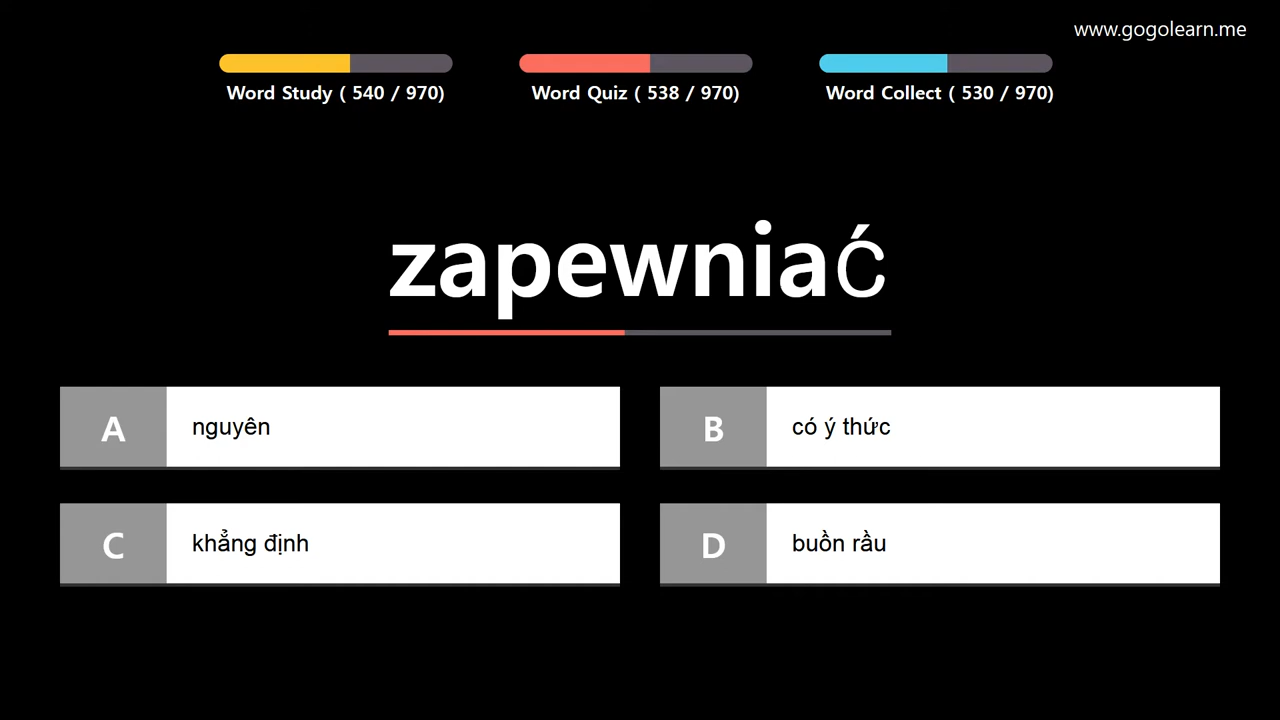 www.gogolearn.me
Word Study ( 540 / 970)
Word Quiz ( 538 / 970)
Word Collect ( 530 / 970)
zapewniać
A
nguyên
B
có ý thức
C
khẳng định
D
buồn rầu